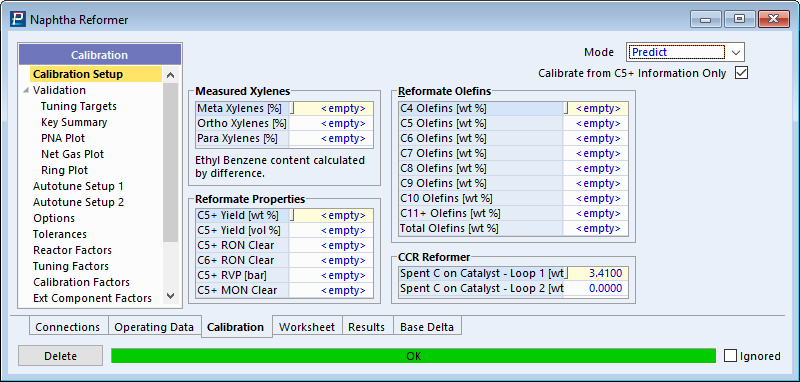 Naphtha Reformer
Calibration
Calibration Setup
Validation
Tuning Targets
Key Summary
PNA Plot
Net Gas Plot
Ring Plot
Autotune Setup 1
Autotune Setup 2
Options
Tolerances
Reactor Factors
Tuning Factors
Calibration Factors
Ext Component Factors
Mode Predict
Calibrate from C5+ Information Only
Measured Xylenes
Meta Xylenes [%] <empty>
Ortho Xylenes [%] <empty>
Para Xylenes [%] <empty>
Ethyl Benzene content calculated
by difference.
Reformate Properties
C5+ Yield [wt %] <empty>
C5+ Yield [vol %] <empty>
C5+ RON Clear <empty>
C6+ RON Clear <empty>
C5+ RVP [bar] <empty>
C5+ MON Clear <empty>
Reformate Olefins
C4 Olefins [wt %] <empty>
C5 Olefins [wt %] <empty>
C6 Olefins [wt %] <empty>
C7 Olefins [wt %] <empty>
C8 Olefins [wt %] <empty>
C9 Olefins [wt %] <empty>
C10 Olefins [wt %] <empty>
C11+ Olefins [wt %] <empty>
Total Olefins [wt %] <empty>
CCR Reformer
Spent C on Catalyst - Loop 1 [wt 3.4100
Spent C on Catalyst - Loop 2 [wt 0.0000
Connections Operating Data Calibration Worksheet Results Base Delta
Delete OK Ignored